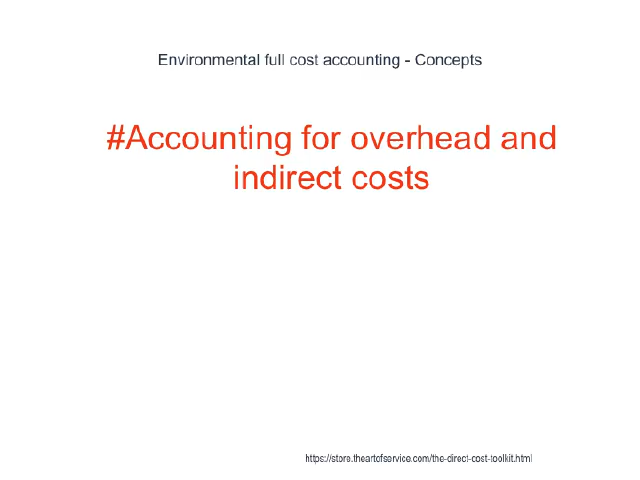 Environmental full cost accounting - Concepts
#Accounting for overhead and
indirect costs
https://store.theartofservice.com/the-direct-cost-toolkit.html